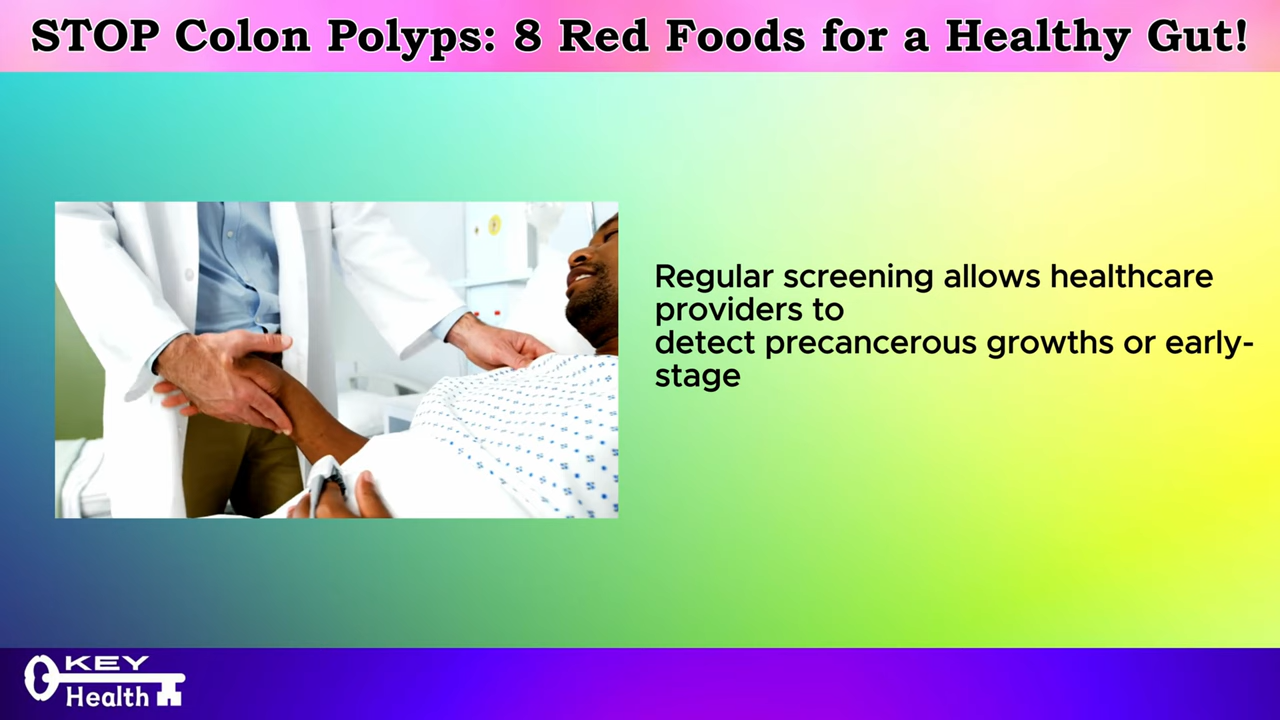 STOP Colon Polyps: 8 Red Foods for a Healthy Gut!
Regular screening allows healthcare
providers to
detect precancerous growths or early-
stage
KEY
Health